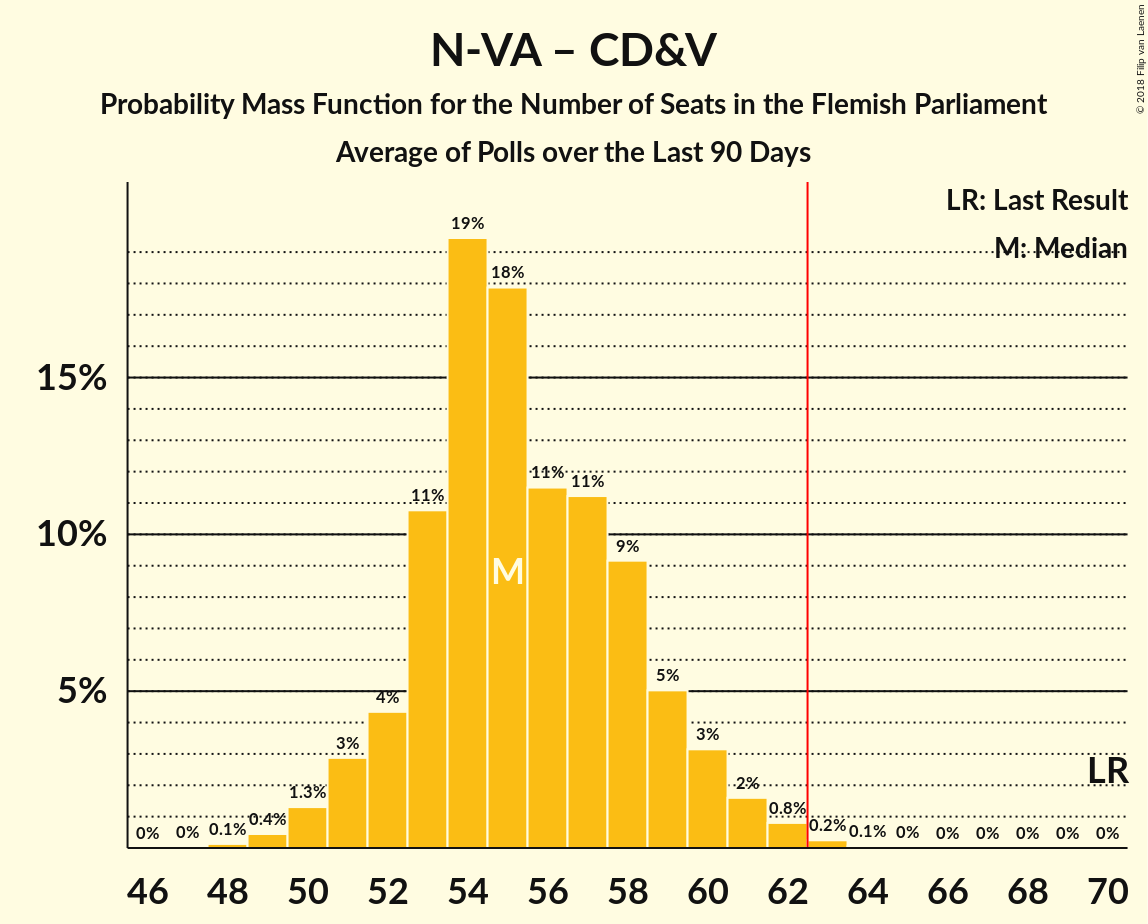 N-VA – CD&V
Probability Mass Function for the Number of Seats in the Flemish Parliament
Average of Polls over the Last 90 Days
© 2018 Filip van Laenen
LR: Last Result
M: Median
15%
10%
5%
0% 0% 0.1% 0.4% 1.3% 3% 4% 11% 19% 18% 11% 11% 9% 5% 3% 2% 0.8% 0.2% 0.1% 0% 0% 0% 0% 0% 0%
M
LR
46 48 50 52 54 56 58 60 62 64 66 68 70